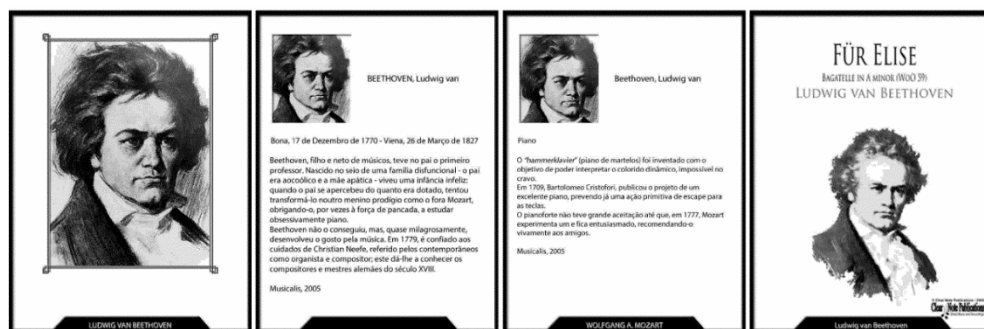 LUDWIG VAN BEETHOVEN
BEETHOVEN, Ludwig van
Bona, 17 de Dezembro de 1770 - Viena, 26 de Março de 1827
Beethoven, filho e neto de músicos, teve no pai o primeiro
professor. Nascido no seio de uma família disfuncional - o pai
era aocoólico e a mãe apática - viveu uma infância infeliz:
quando o pai se apercebeu do quanto era dotado, tentou
transformá-lo noutro menino prodígio como o fora Mozart,
obrigando-o, por vezes à força de pancada, a estudar
obsessivamente piano.
Beethoven não o conseguiu, mas, quase milagrosamente,
desenvolveu o gosto pela música. Em 1779, é confiado aos
cuidados de Christian Neefe, referido pelos contemporâneos
como organista e compositor; este dá-lhe a conhecer os
compositores e mestres alemães do século XVIII.
Musicalis, 2005
Beethoven, Ludwig van
Piano
O "hammerklavier" (piano de martelos) foi inventado com o
objetivo de poder interpretar o colorido dinâmico, impossível no
cravo.
Em 1709, Bartolomeo Cristofori, publicou o projeto de um
excelente piano, prevendo já uma ação primitiva de escape para
as teclas.
O pianoforte não teve grande aceitação até que, em 1777, Mozart
experimenta um e fica entusiasmado, recomendando-o
vivamente aos amigos.
Musicalis, 2005
WOLFGANG A. MOZART
FÜR ELISE
BAGATELLE IN A MINOR (WoO 59)
LUDWIG VAN BEETHOVEN
Clear Note Publications
Ludwig van Beethoven